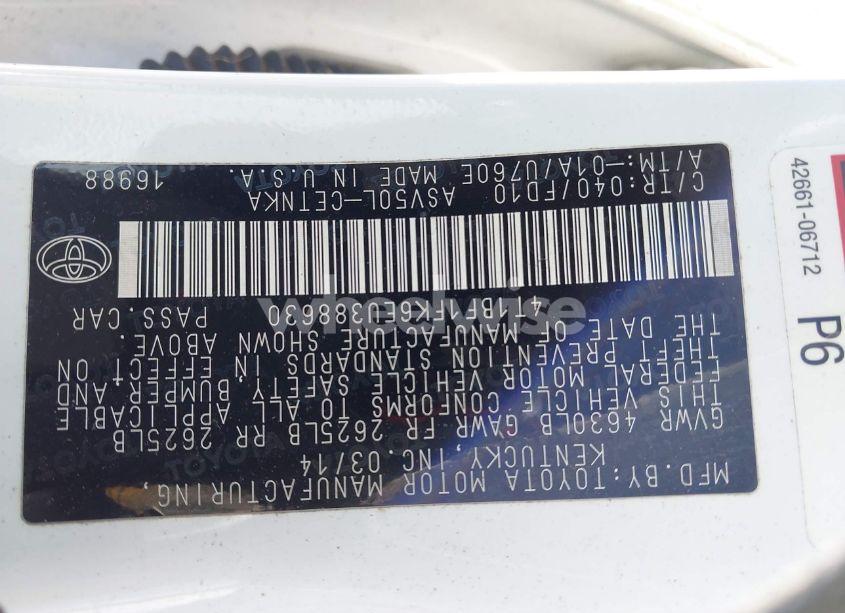 MFD.BY:TOYOTA MOTOR MANUFACTURING,
KENTUCKY, INC. 03/14
GVWR 4630LB GAWR FR 2625LB RR 2625LB
THIS VEHICLE CONFORMS TO ALL APPLICABLE
FEDERAL MOTOR VEHICLE SAFETY, BUMPER, AND
THEFT PREVENTION STANDARDS IN EFFECT ON
THE DATE OF MANUFACTURE SHOWN ABOVE.
4T1BF1FK6EU388630 PASS.CAR
C/TR:040/FD10 ASV50L-CETNKA
A/TM:-01A/U760E MADE IN U.S.A. 16988
42661-06712
P6
wheelwise